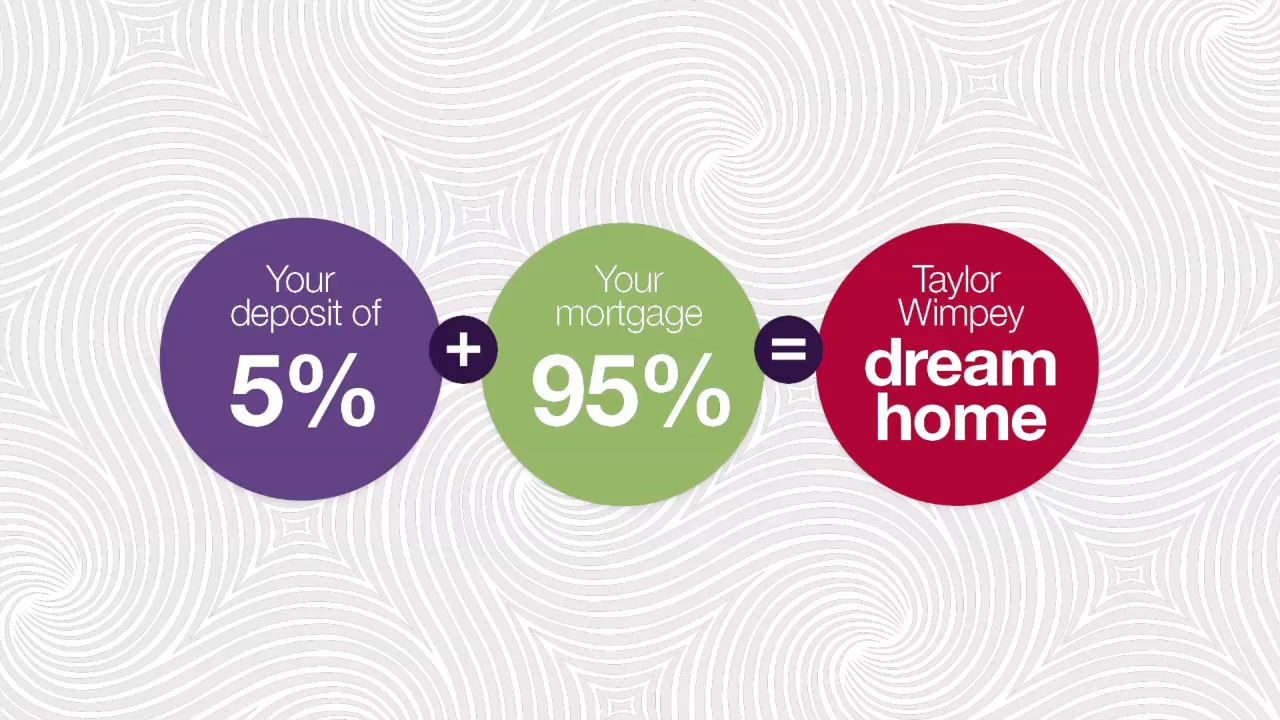 Your
deposit of
5%
+
Your
mortgage
95%
=
Taylor
Wimpey
dream
home